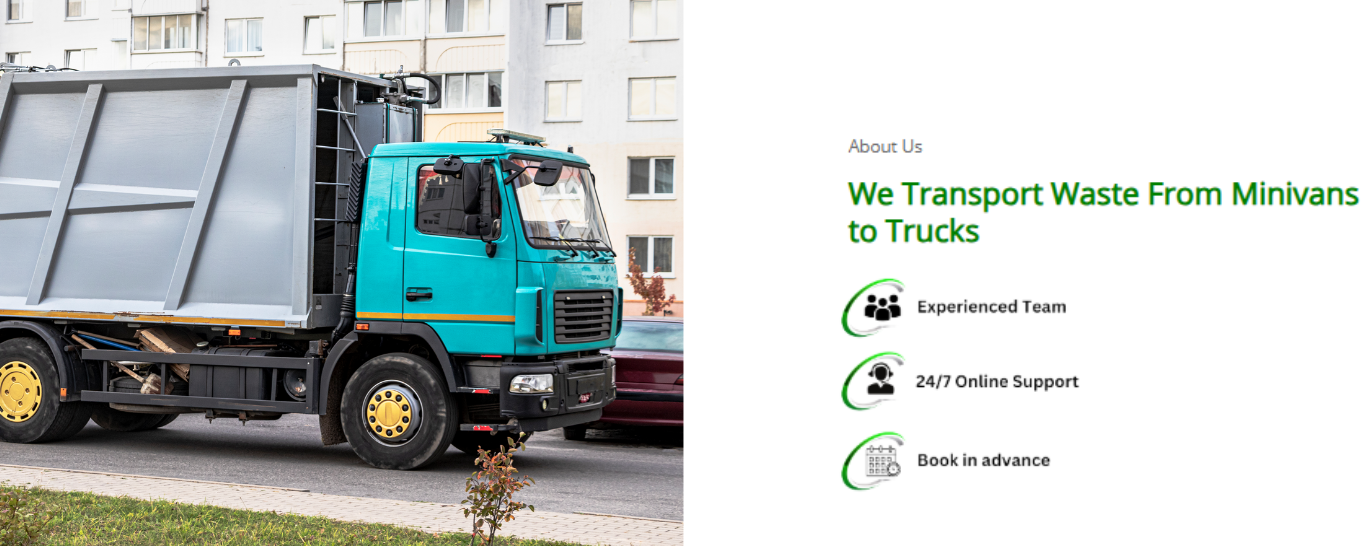 About Us
We Transport Waste From Minivans
to Trucks
Experienced Team
24/7 Online Support
Book in advance